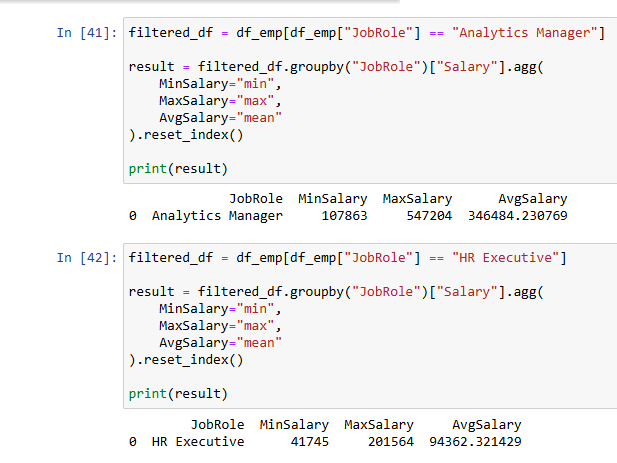 In [41]: filtered_df = df_emp[df_emp["JobRole"] == "Analytics Manager"]
result = filtered_df.groupby("JobRole")["Salary"].agg(
    MinSalary="min",
    MaxSalary="max",
    AvgSalary="mean"
).reset_index()
print(result)
JobRole  MinSalary  MaxSalary      AvgSalary
0  Analytics Manager     107863     547204  346484.230769
In [42]: filtered_df = df_emp[df_emp["JobRole"] == "HR Executive"]
result = filtered_df.groupby("JobRole")["Salary"].agg(
    MinSalary="min",
    MaxSalary="max",
    AvgSalary="mean"
).reset_index()
print(result)
JobRole  MinSalary  MaxSalary     AvgSalary
0  HR Executive      41745     201564  94362.321429